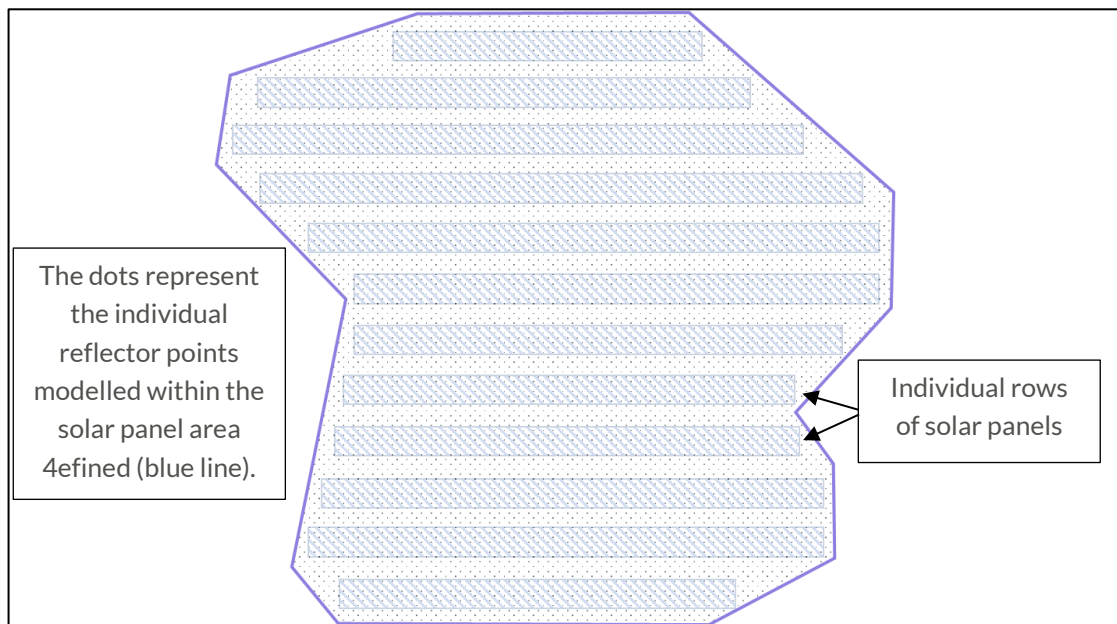 The dots represent
the individual
reflector points
modelled within the
solar panel area
4efined (blue line).
Individual rows
of solar panels